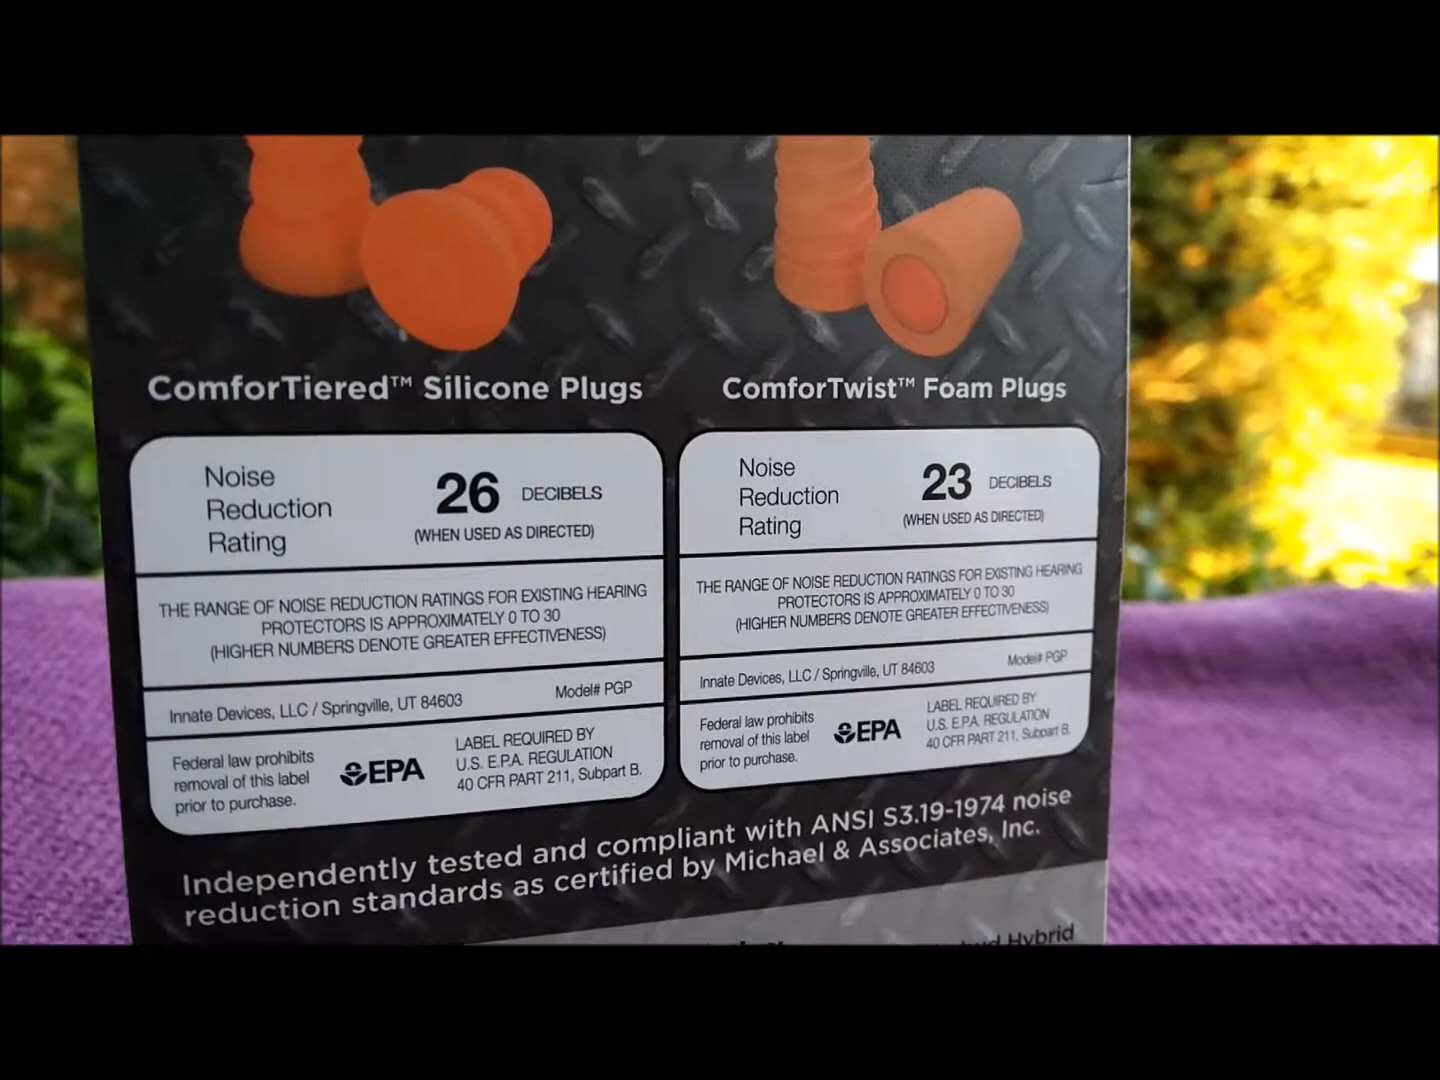 ComforTiered™ Silicone Plugs
Noise
Reduction
Rating
26 DECIBELS
(WHEN USED AS DIRECTED)
THE RANGE OF NOISE REDUCTION RATINGS FOR EXISTING HEARING
PROTECTORS IS APPROXIMATELY 0 TO 30
(HIGHER NUMBERS DENOTE GREATER EFFECTIVENESS)
Innate Devices, LLC / Springville, UT 84603 Model# PGP
Federal law prohibits
removal of this label
prior to purchase.
EPA
LABEL REQUIRED BY
U.S. E.P.A. REGULATION
40 CFR PART 211, Subpart B.
ComforTwist™ Foam Plugs
Noise
Reduction
Rating
23 DECIBELS
(WHEN USED AS DIRECTED)
THE RANGE OF NOISE REDUCTION RATINGS FOR EXISTING HEARING
PROTECTORS IS APPROXIMATELY 0 TO 30
(HIGHER NUMBERS DENOTE GREATER EFFECTIVENESS)
Innate Devices, LLC / Springville, UT 84603 Model# PGP
Federal law prohibits
removal of this label
prior to purchase.
EPA
LABEL REQUIRED BY
U.S. E.P.A. REGULATION
40 CFR PART 211, Subpart B.
Independently tested and compliant with ANSI S3.19-1974 noise
reduction standards as certified by Michael & Associates, Inc.
Hybrid